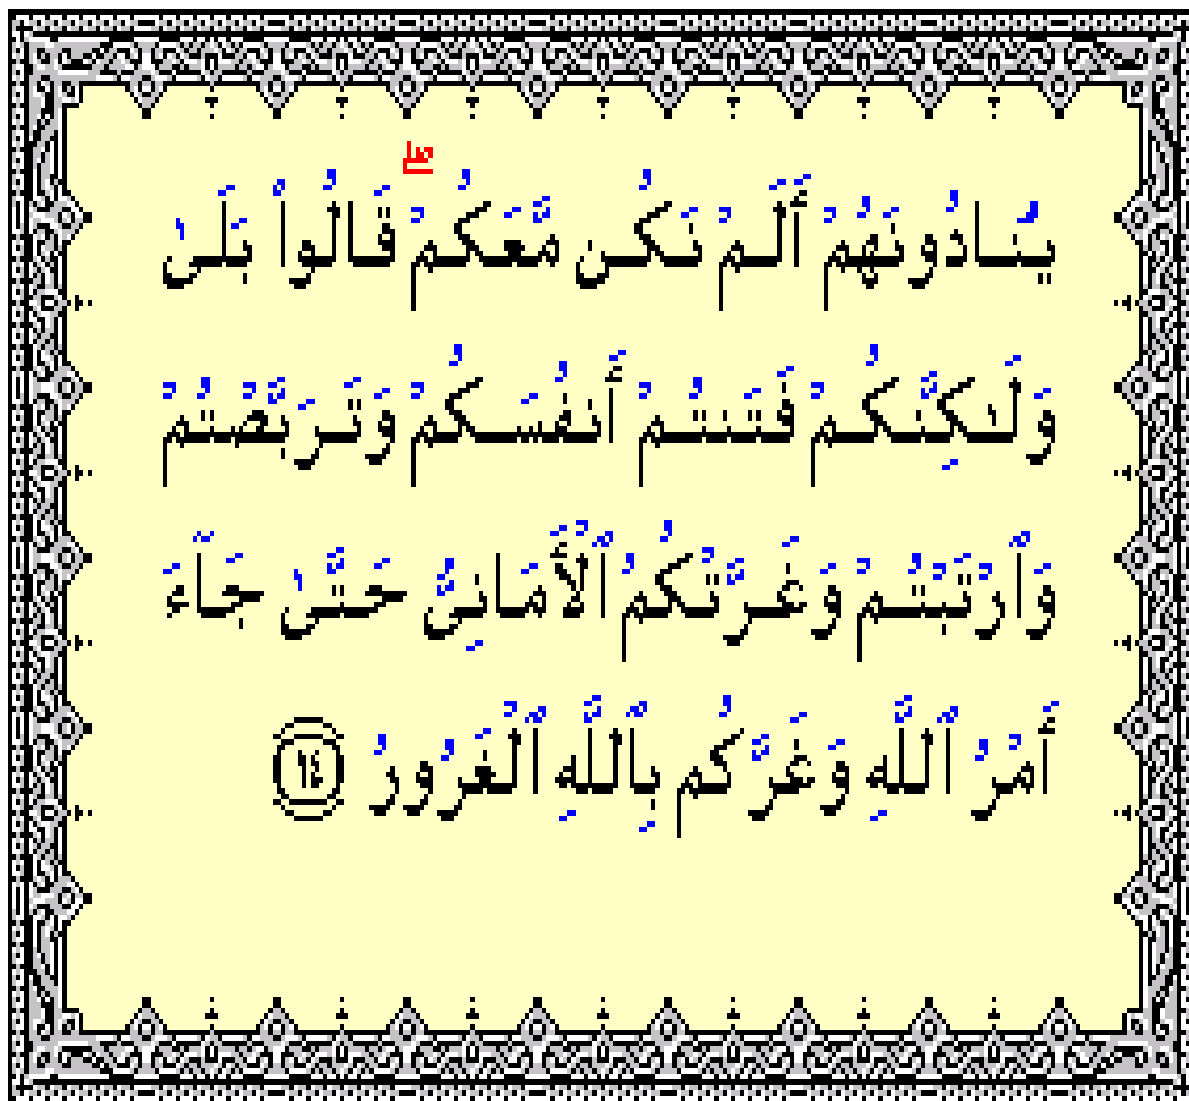 يُنَادُونَهُمْ أَلَمْ نَكُن مَّعَكُمْ ۖ قَالُوا۟ بَلَىٰ
وَلَـٰكِنَّكُمْ فَتَنتُمْ أَنفُسَكُمْ وَتَرَبَّصْتُمْ
وَٱرْتَبْتُمْ وَغَرَّتْكُمُ ٱلْأَمَانِىُّ حَتَّىٰ جَآءَ
أَمْرُ ٱللَّهِ وَغَرَّكُم بِٱللَّهِ ٱلْغَرُورُ ١٤